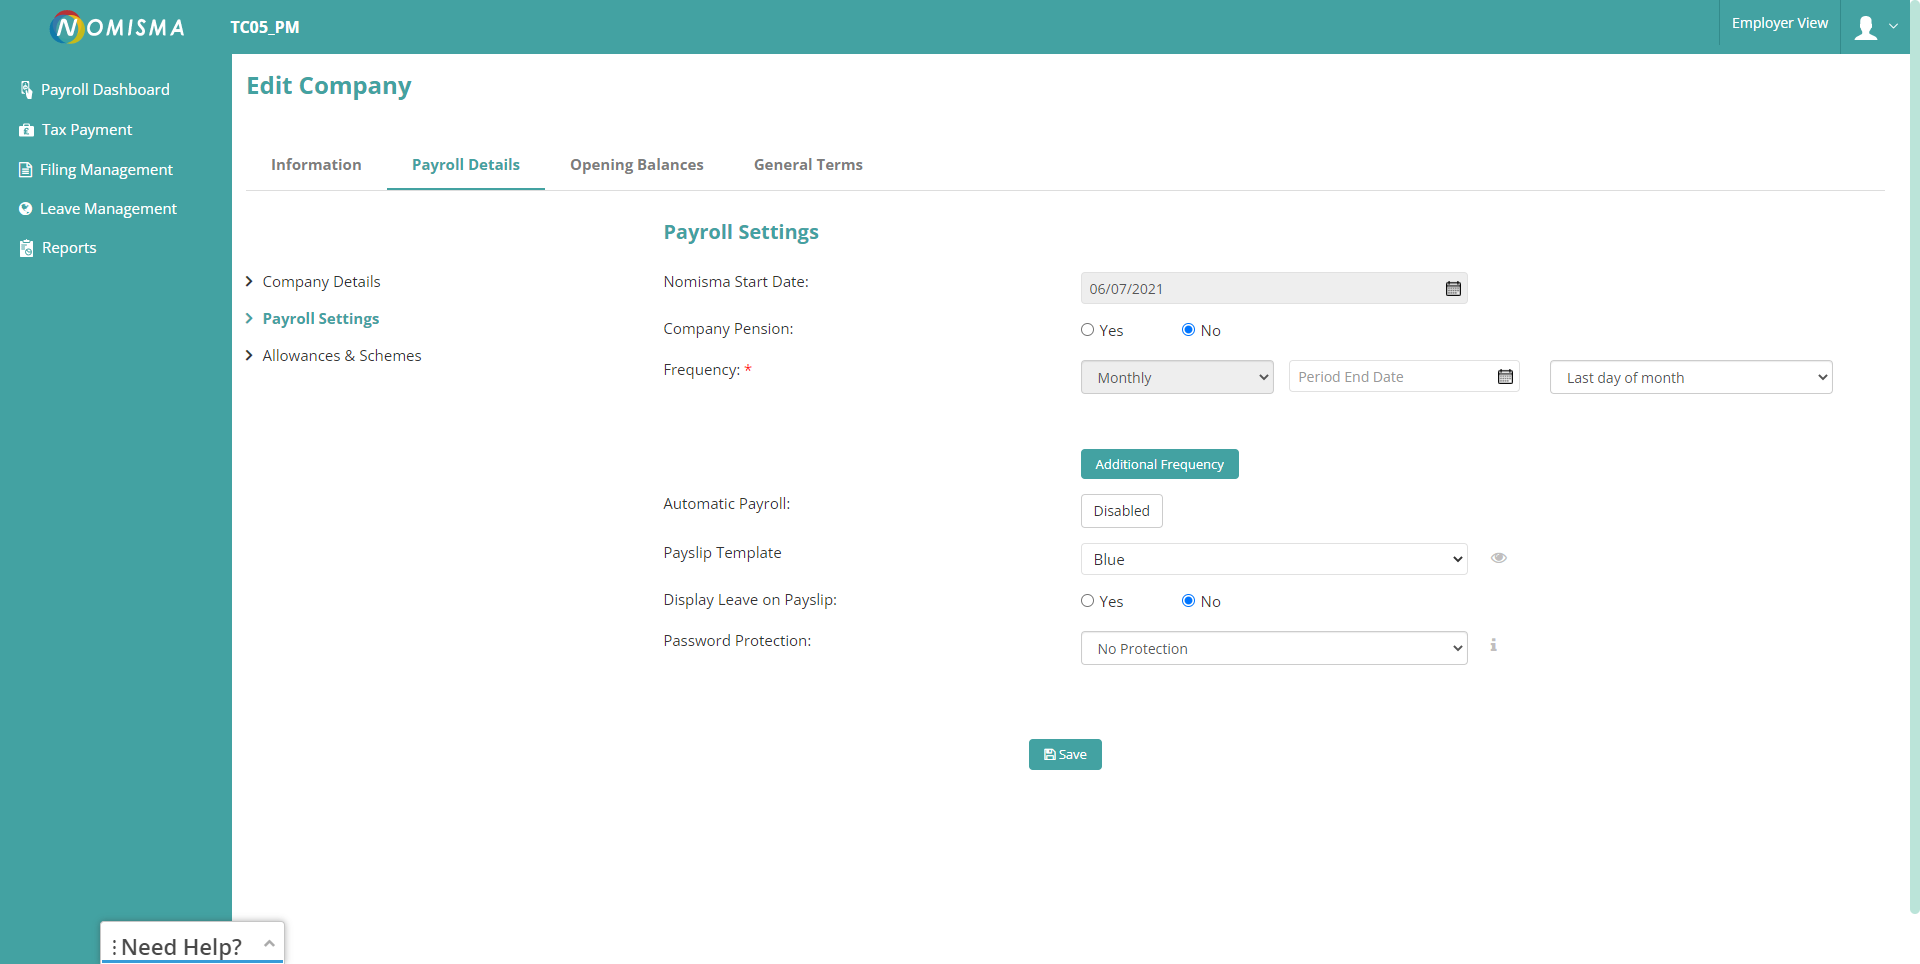 NOMISMA
TC05_PM
Employer View
Payroll Dashboard
Tax Payment
Filing Management
Leave Management
Reports
Edit Company
Information
Payroll Details
Opening Balances
General Terms
Company Details
Payroll Settings
Allowances & Schemes
Payroll Settings
Nomisma Start Date:
06/07/2021
Company Pension:
Yes
No
Frequency: *
Monthly
Period End Date
Last day of month
Additional Frequency
Automatic Payroll:
Disabled
Payslip Template
Blue
Display Leave on Payslip:
Yes
No
Password Protection:
No Protection
Save
Need Help?